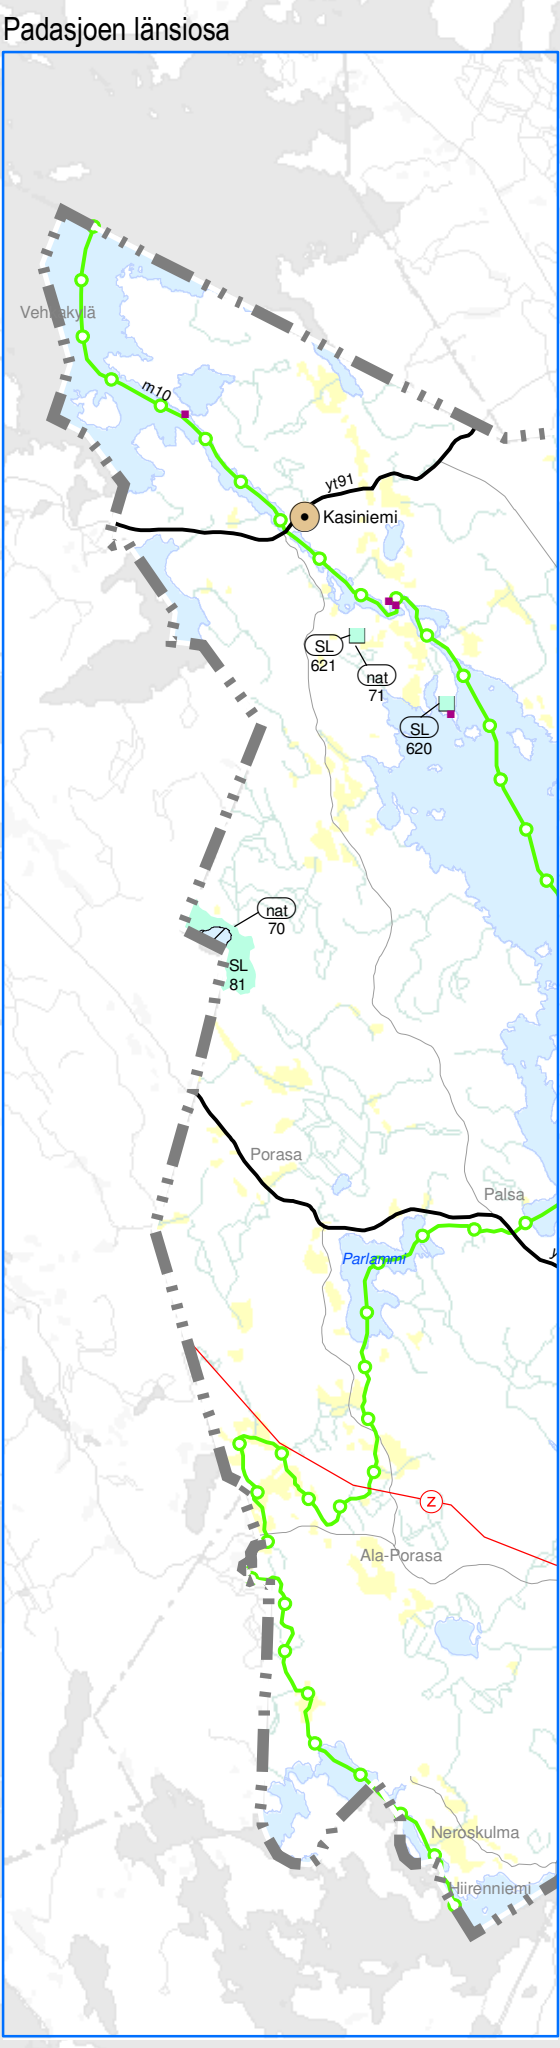 Padasjoen länsiosa
Vehkakylä
m10
yt91
Kasiniemi
SL
621
nat
71
SL
620
nat
70
SL
81
Porasa
Palsa
y
Parlammi
Z
Ala-Porasa
Neroskulma
Hiirenniemi